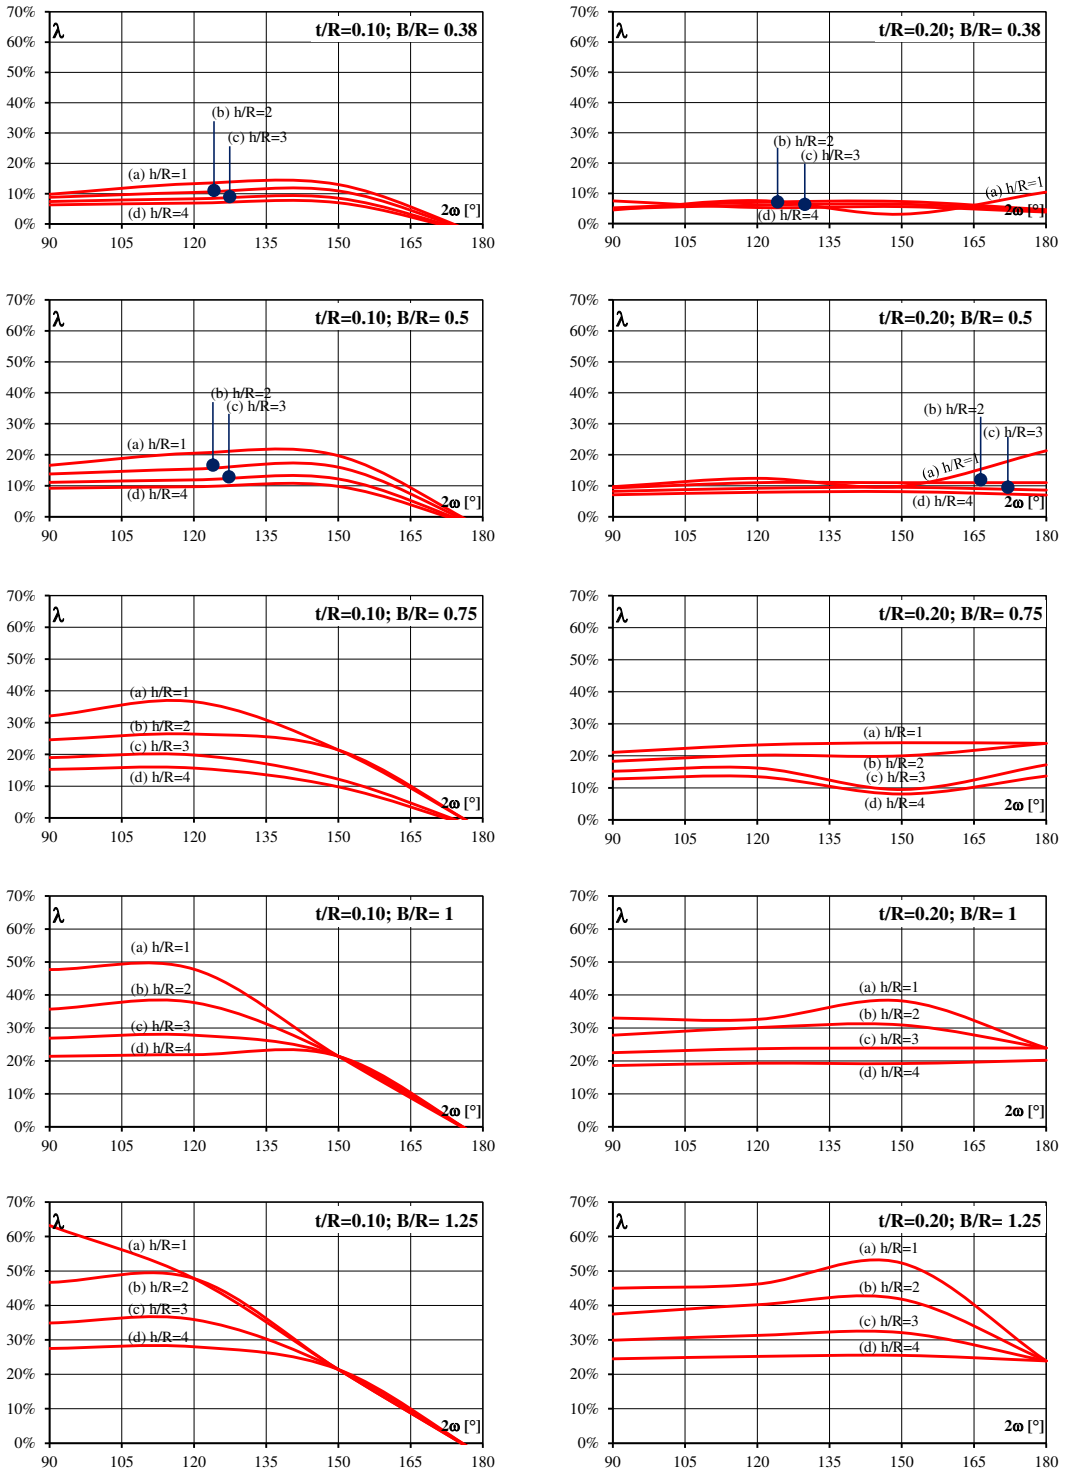 70%
λ
t/R=0.10; B/R= 0.38
60%
50%
40%
(b) h/R=2
30%
(c) h/R=3
20%
(a) h/R=1
10%
(d) h/R=4
2ω [°]
0%
90 105 120 135 150 165 180
70%
t/R=0.20; B/R= 0.38
λ
60%
50%
40%
30%
(b) h/R=2
(c) h/R=3
20%
(a) h/R=1
10%
(d) h/R=4
2ω [°]
0%
90 105 120 135 150 165 180
70%
λ
t/R=0.10; B/R= 0.5
60%
50%
40%
(b) h/R=2
(c) h/R=3
30%
(a) h/R=1
20%
10%
(d) h/R=4
2ω [°]
0%
90 105 120 135 150 165 180
70%
λ
t/R=0.20; B/R= 0.5
60%
50%
40%
(b) h/R=2
30%
(c) h/R=3
20%
(a) h/R=1
10%
(d) h/R=4
2ω [°]
0%
90 105 120 135 150 165 180
70%
λ
t/R=0.10; B/R= 0.75
60%
50%
40%
(a) h/R=1
30%
(b) h/R=2
(c) h/R=3
20%
(d) h/R=4
10%
2ω [°]
0%
90 105 120 135 150 165 180
70%
λ
t/R=0.20; B/R= 0.75
60%
50%
40%
30%
(a) h/R=1
20%
(b) h/R=2
(c) h/R=3
10%
(d) h/R=4
2ω [°]
0%
90 105 120 135 150 165 180
70%
λ
t/R=0.10; B/R= 1
60%
(a) h/R=1
50%
(b) h/R=2
40%
(c) h/R=3
30%
(d) h/R=4
20%
10%
2ω [°]
0%
90 105 120 135 150 165 180
70%
λ
t/R=0.20; B/R= 1
60%
50%
(a) h/R=1
40%
(b) h/R=2
30%
(c) h/R=3
20%
(d) h/R=4
10%
2ω [°]
0%
90 105 120 135 150 165 180
70%
λ
t/R=0.10; B/R= 1.25
60%
(a) h/R=1
50%
(b) h/R=2
40%
(c) h/R=3
30%
(d) h/R=4
20%
10%
2ω [°]
0%
90 105 120 135 150 165 180
70%
λ
t/R=0.20; B/R= 1.25
60%
(a) h/R=1
50%
(b) h/R=2
40%
(c) h/R=3
30%
(d) h/R=4
20%
10%
2ω [°]
0%
90 105 120 135 150 165 180